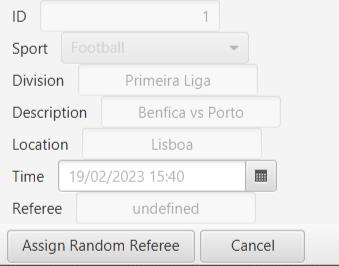 ID 1
Sport Football
Division Primeira Liga
Description Benfica vs Porto
Location Lisboa
Time 19/02/2023 15:40
Referee undefined
Assign Random Referee Cancel